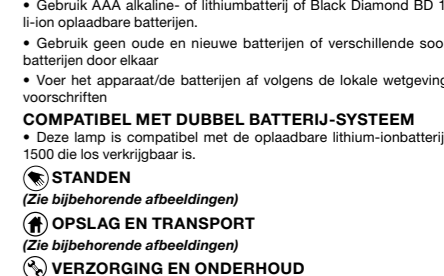 • Gebruik AAA alkaline- of lithiumbatterij of Black Diamond BD 1
li-ion oplaadbare batterijen.
• Gebruik geen oude en nieuwe batterijen of verschillende soo
batterijen door elkaar
• Voer het apparaat/de batterijen af volgens de lokale wetgeving
voorschriften
COMPATIBEL MET DUBBEL BATTERIJ-SYSTEEM
• Deze lamp is compatibel met de oplaadbare lithium-ionbatterij
1500 die los verkrijgbaar is.
STANDEN
(Zie bijbehorende afbeeldingen)
OPSLAG EN TRANSPORT
(Zie bijbehorende afbeeldingen)
VERZORGING EN ONDERHOUD